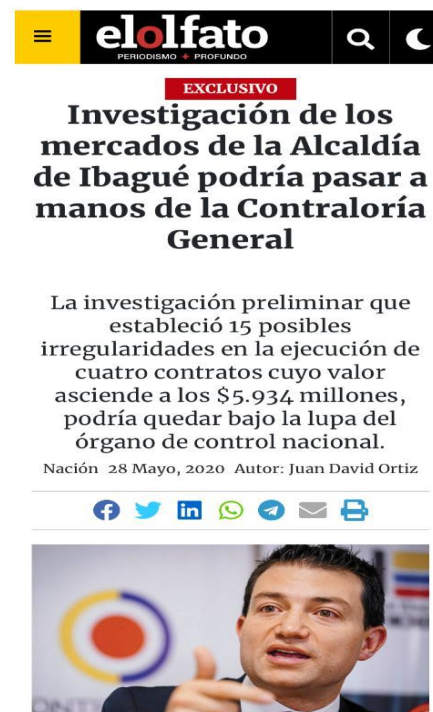 elolfato
PERIODISMO + PROFUNDO
EXCLUSIVO
Investigación de los
mercados de la Alcaldía
de Ibagué podría pasar a
manos de la Contraloría
General
La investigación preliminar que
estableció 15 posibles
irregularidades en la ejecución de
cuatro contratos cuyo valor
asciende a los $5.934 millones,
podría quedar bajo la lupa del
órgano de control nacional.
Nación 28 Mayo, 2020 Autor: Juan David Ortiz